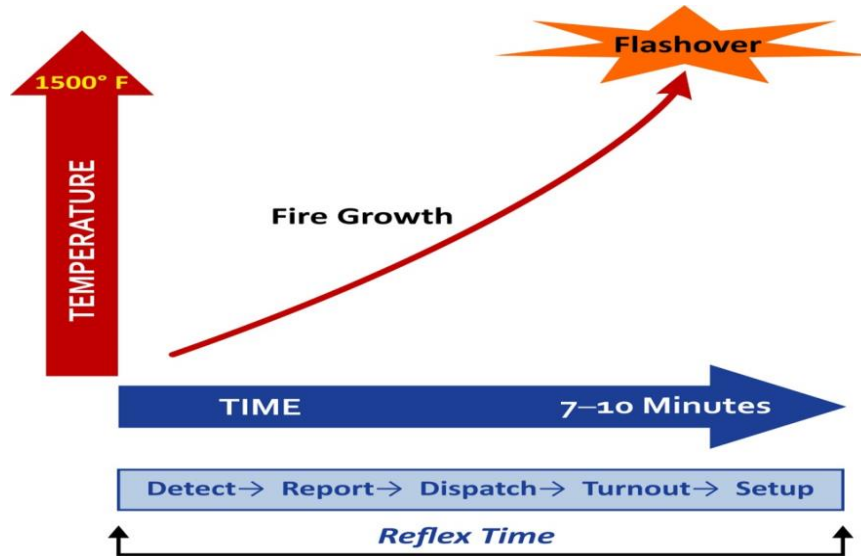 Flashover
1500° F
TEMPERATURE
Fire Growth
TIME 7–10 Minutes
Detect→ Report→ Dispatch→ Turnout→ Setup
Reflex Time